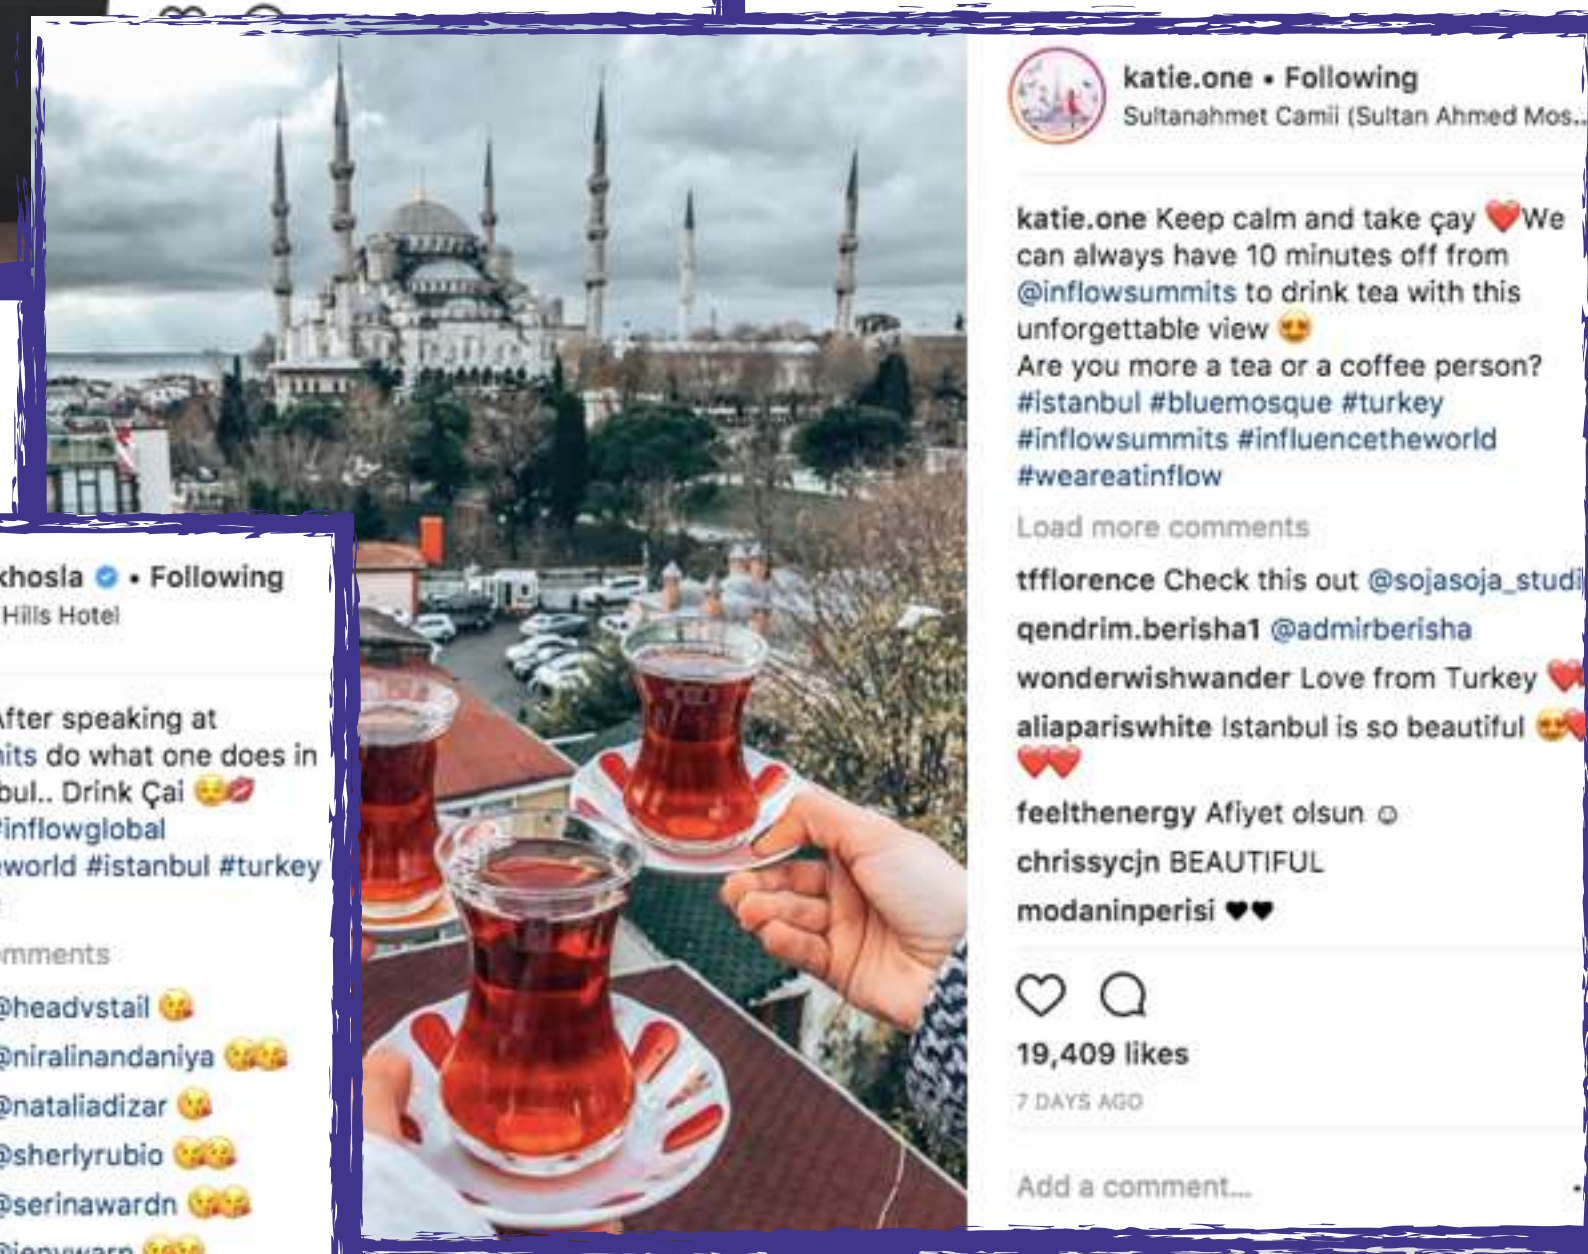 katie.one • Following
Sultanahmet Camii (Sultan Ahmed Mos...
katie.one Keep calm and take çay ❤️We
can always have 10 minutes off from
@inflowsummits to drink tea with this
unforgettable view 😍
Are you more a tea or a coffee person?
#istanbul #bluemosque #turkey
#inflowsummits #influencetheworld
#weareatinflow
Load more comments
tfflorence Check this out @sojasoja_studi
qendrim.berisha1 @admirberisha
wonderwishwander Love from Turkey ❤️
aliapariswhite Istanbul is so beautiful 😍❤️
❤️❤️
feelthenergy Afiyet olsun ☺
chrissycjn BEAUTIFUL
modaninperisi ♥♥
19,409 likes
7 DAYS AGO
Add a comment...
khosla • Following
Hills Hotel
After speaking at
its do what one does in
bul.. Drink Çai 😌💋
#inflowglobal
world #istanbul #turkey
mments
@headvstail 😘
@niralinandaniya 😘😘
@nataliadizar 😘
@sherlyrubio 😘😘
@serinawardn 😘😘
@jenywarn 😘😘